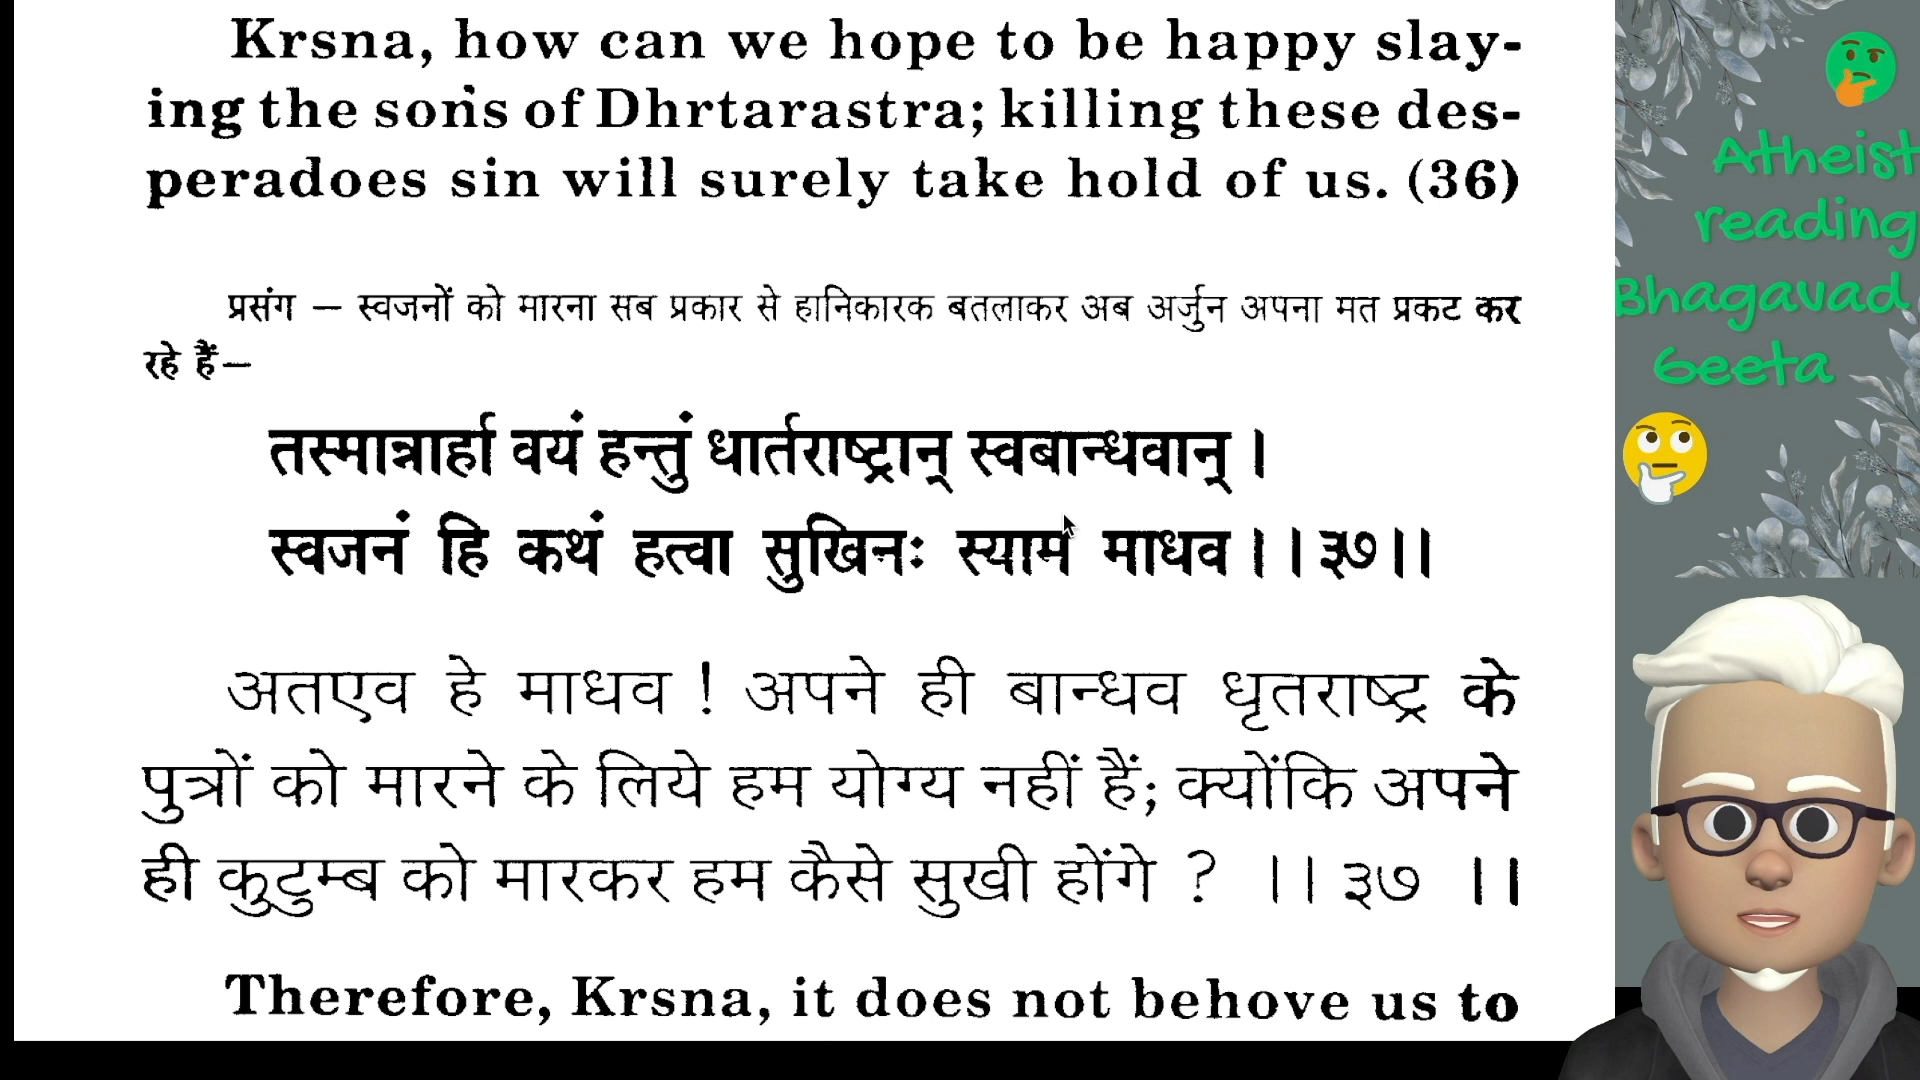 Krsna, how can we hope to be happy slay-
ing the sons of Dhrtarastra; killing these des-
peradoes sin will surely take hold of us. (36)
प्रसंग — स्वजनों को मारना सब प्रकार से हानिकारक बतलाकर अब अर्जुन अपना मत प्रकट कर
रहे हैं—
तस्मान्नार्हा वयं हन्तुं धार्तराष्ट्रान् स्वबान्धवान् ।
स्वजनं हि कथं हत्वा सुखिनः स्याम माधव ।। ३७ ।।
अतएव हे माधव ! अपने ही बान्धव धृतराष्ट्र के
पुत्रों को मारने के लिये हम योग्य नहीं हैं; क्योंकि अपने
ही कुटुम्ब को मारकर हम कैसे सुखी होंगे ? ।। ३७ ।।
Therefore, Krsna, it does not behove us to
Atheist
reading
Bhagavad
Geeta